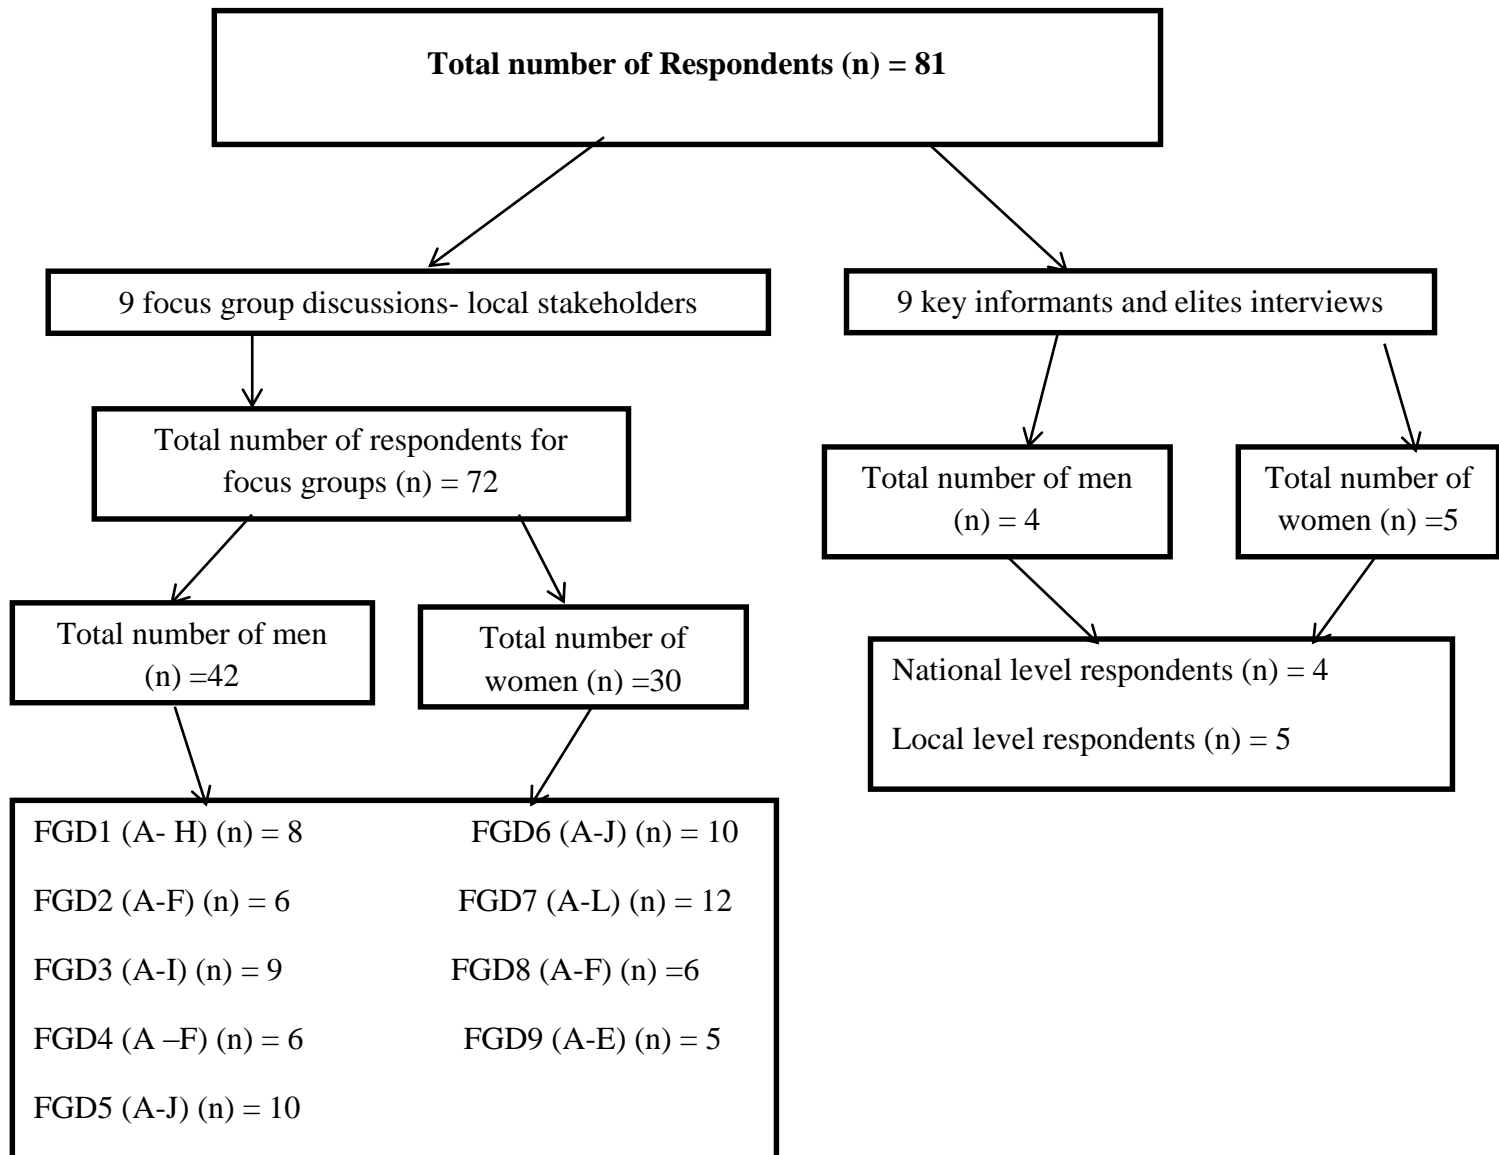 Total number of Respondents (n) = 81
9 focus group discussions- local stakeholders
9 key informants and elites interviews
Total number of respondents for
focus groups (n) = 72
Total number of men
(n) = 4
Total number of
women (n) =5
Total number of men
(n) =42
Total number of
women (n) =30
National level respondents (n) = 4
Local level respondents (n) = 5
FGD1 (A- H) (n) = 8
FGD2 (A-F) (n) = 6
FGD3 (A-I) (n) = 9
FGD4 (A –F) (n) = 6
FGD5 (A-J) (n) = 10
FGD6 (A-J) (n) = 10
FGD7 (A-L) (n) = 12
FGD8 (A-F) (n) =6
FGD9 (A-E) (n) = 5